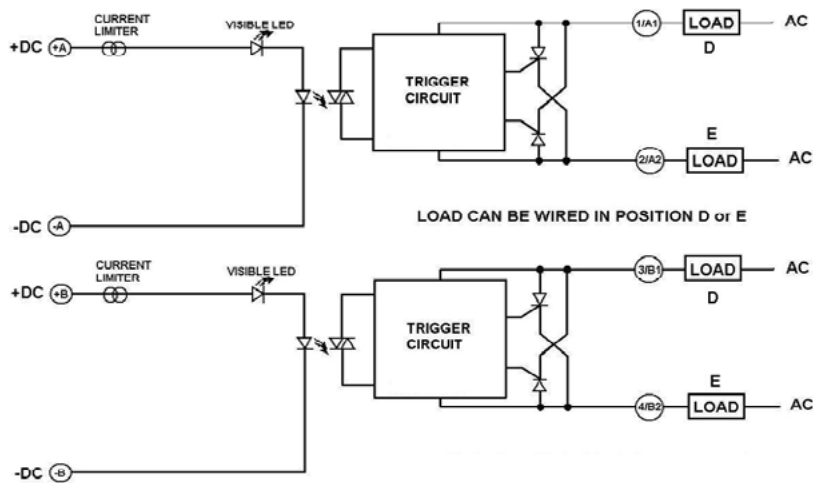 CURRENT
LIMITER
VISIBLE LED
+DC +A
1/A1
LOAD
AC
D
TRIGGER
CIRCUIT
E
2/A2
LOAD
AC
-DC -A
LOAD CAN BE WIRED IN POSITION D or E
CURRENT
LIMITER
VISIBLE LED
+DC +B
3/B1
LOAD
AC
D
TRIGGER
CIRCUIT
E
4/B2
LOAD
AC
-DC -B